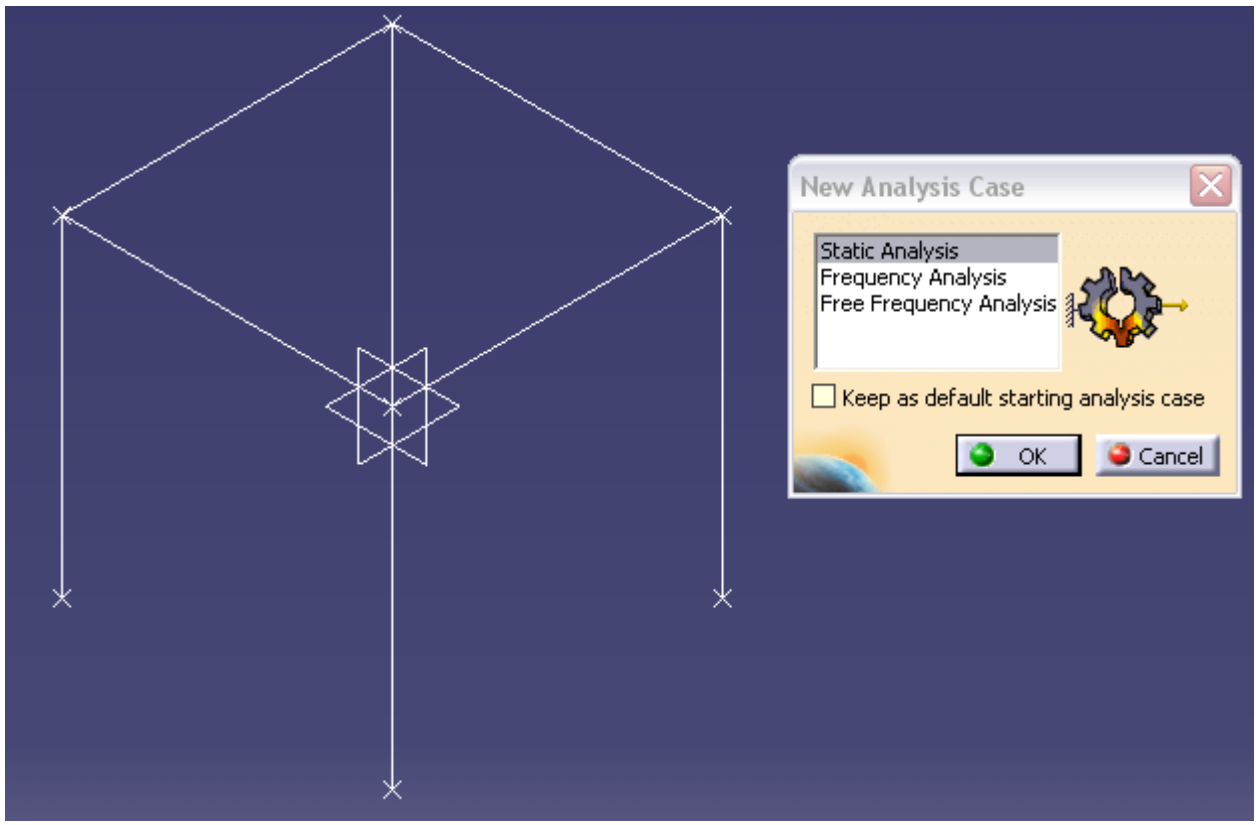 New Analysis Case
Static Analysis
Frequency Analysis
Free Frequency Analysis
Keep as default starting analysis case
OK
Cancel